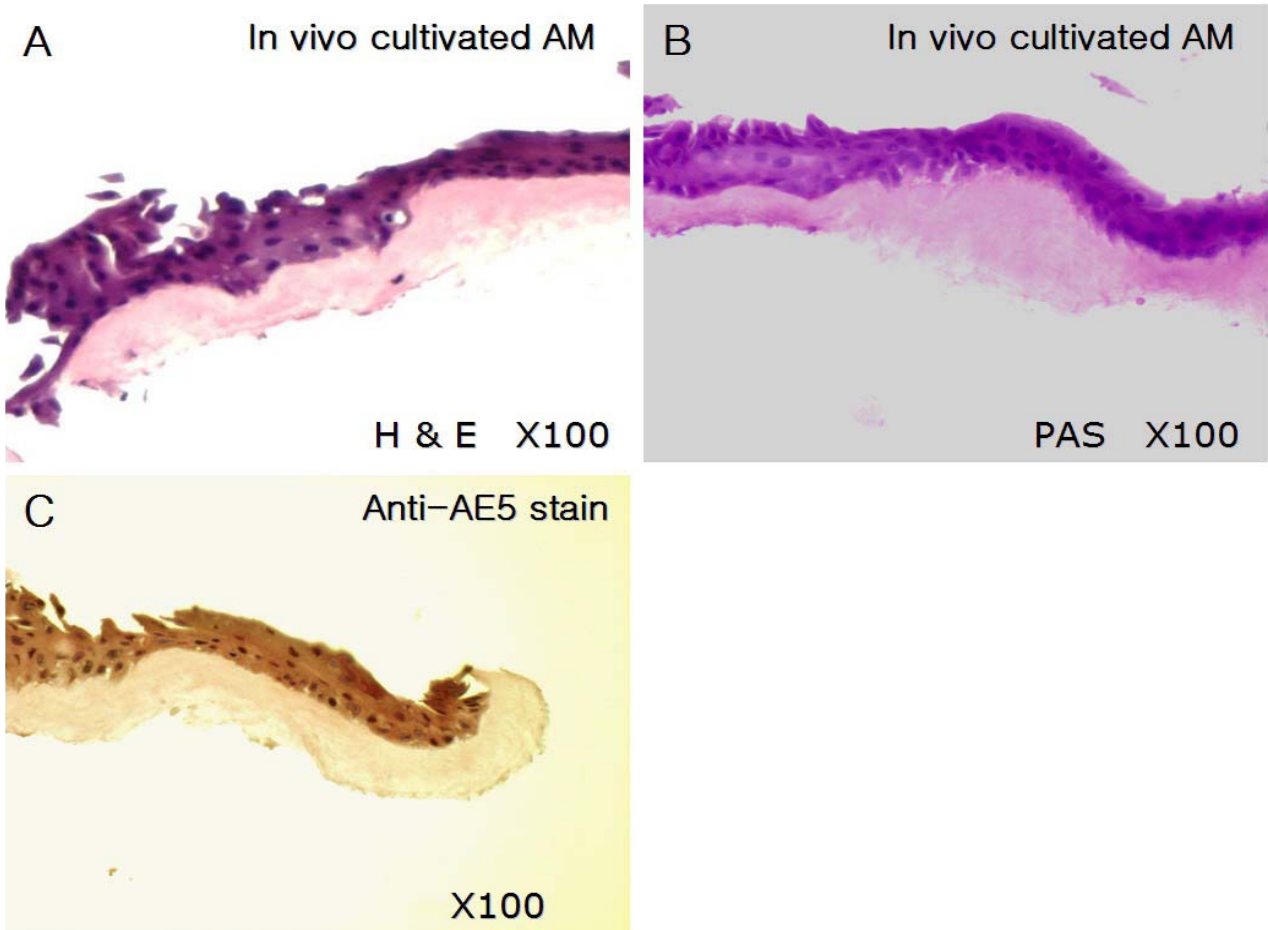 A
In vivo cultivated AM
H & E X100
B
In vivo cultivated AM
PAS X100
C
Anti-AE5 stain
X100